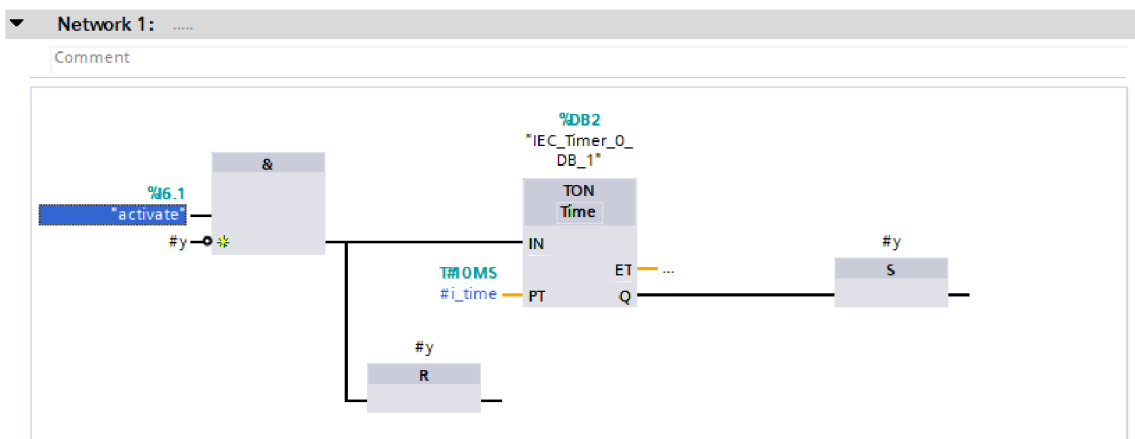 Network 1: .....
Comment
%DB2
"IEC_Timer_0_
DB_1"
&
TON
Time
%I6.1
"activate"
#y
IN
T#10MS
#i_time
PT
ET
...
Q
#y
S
#y
R